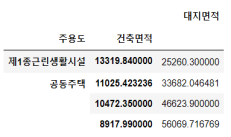 대지면적
주용도 건축면적
제1종근린생활시설 13319.840000 25260.300000
공동주택 11025.423236 33682.046481
10472.350000 46623.900000
8917.990000 56069.716769